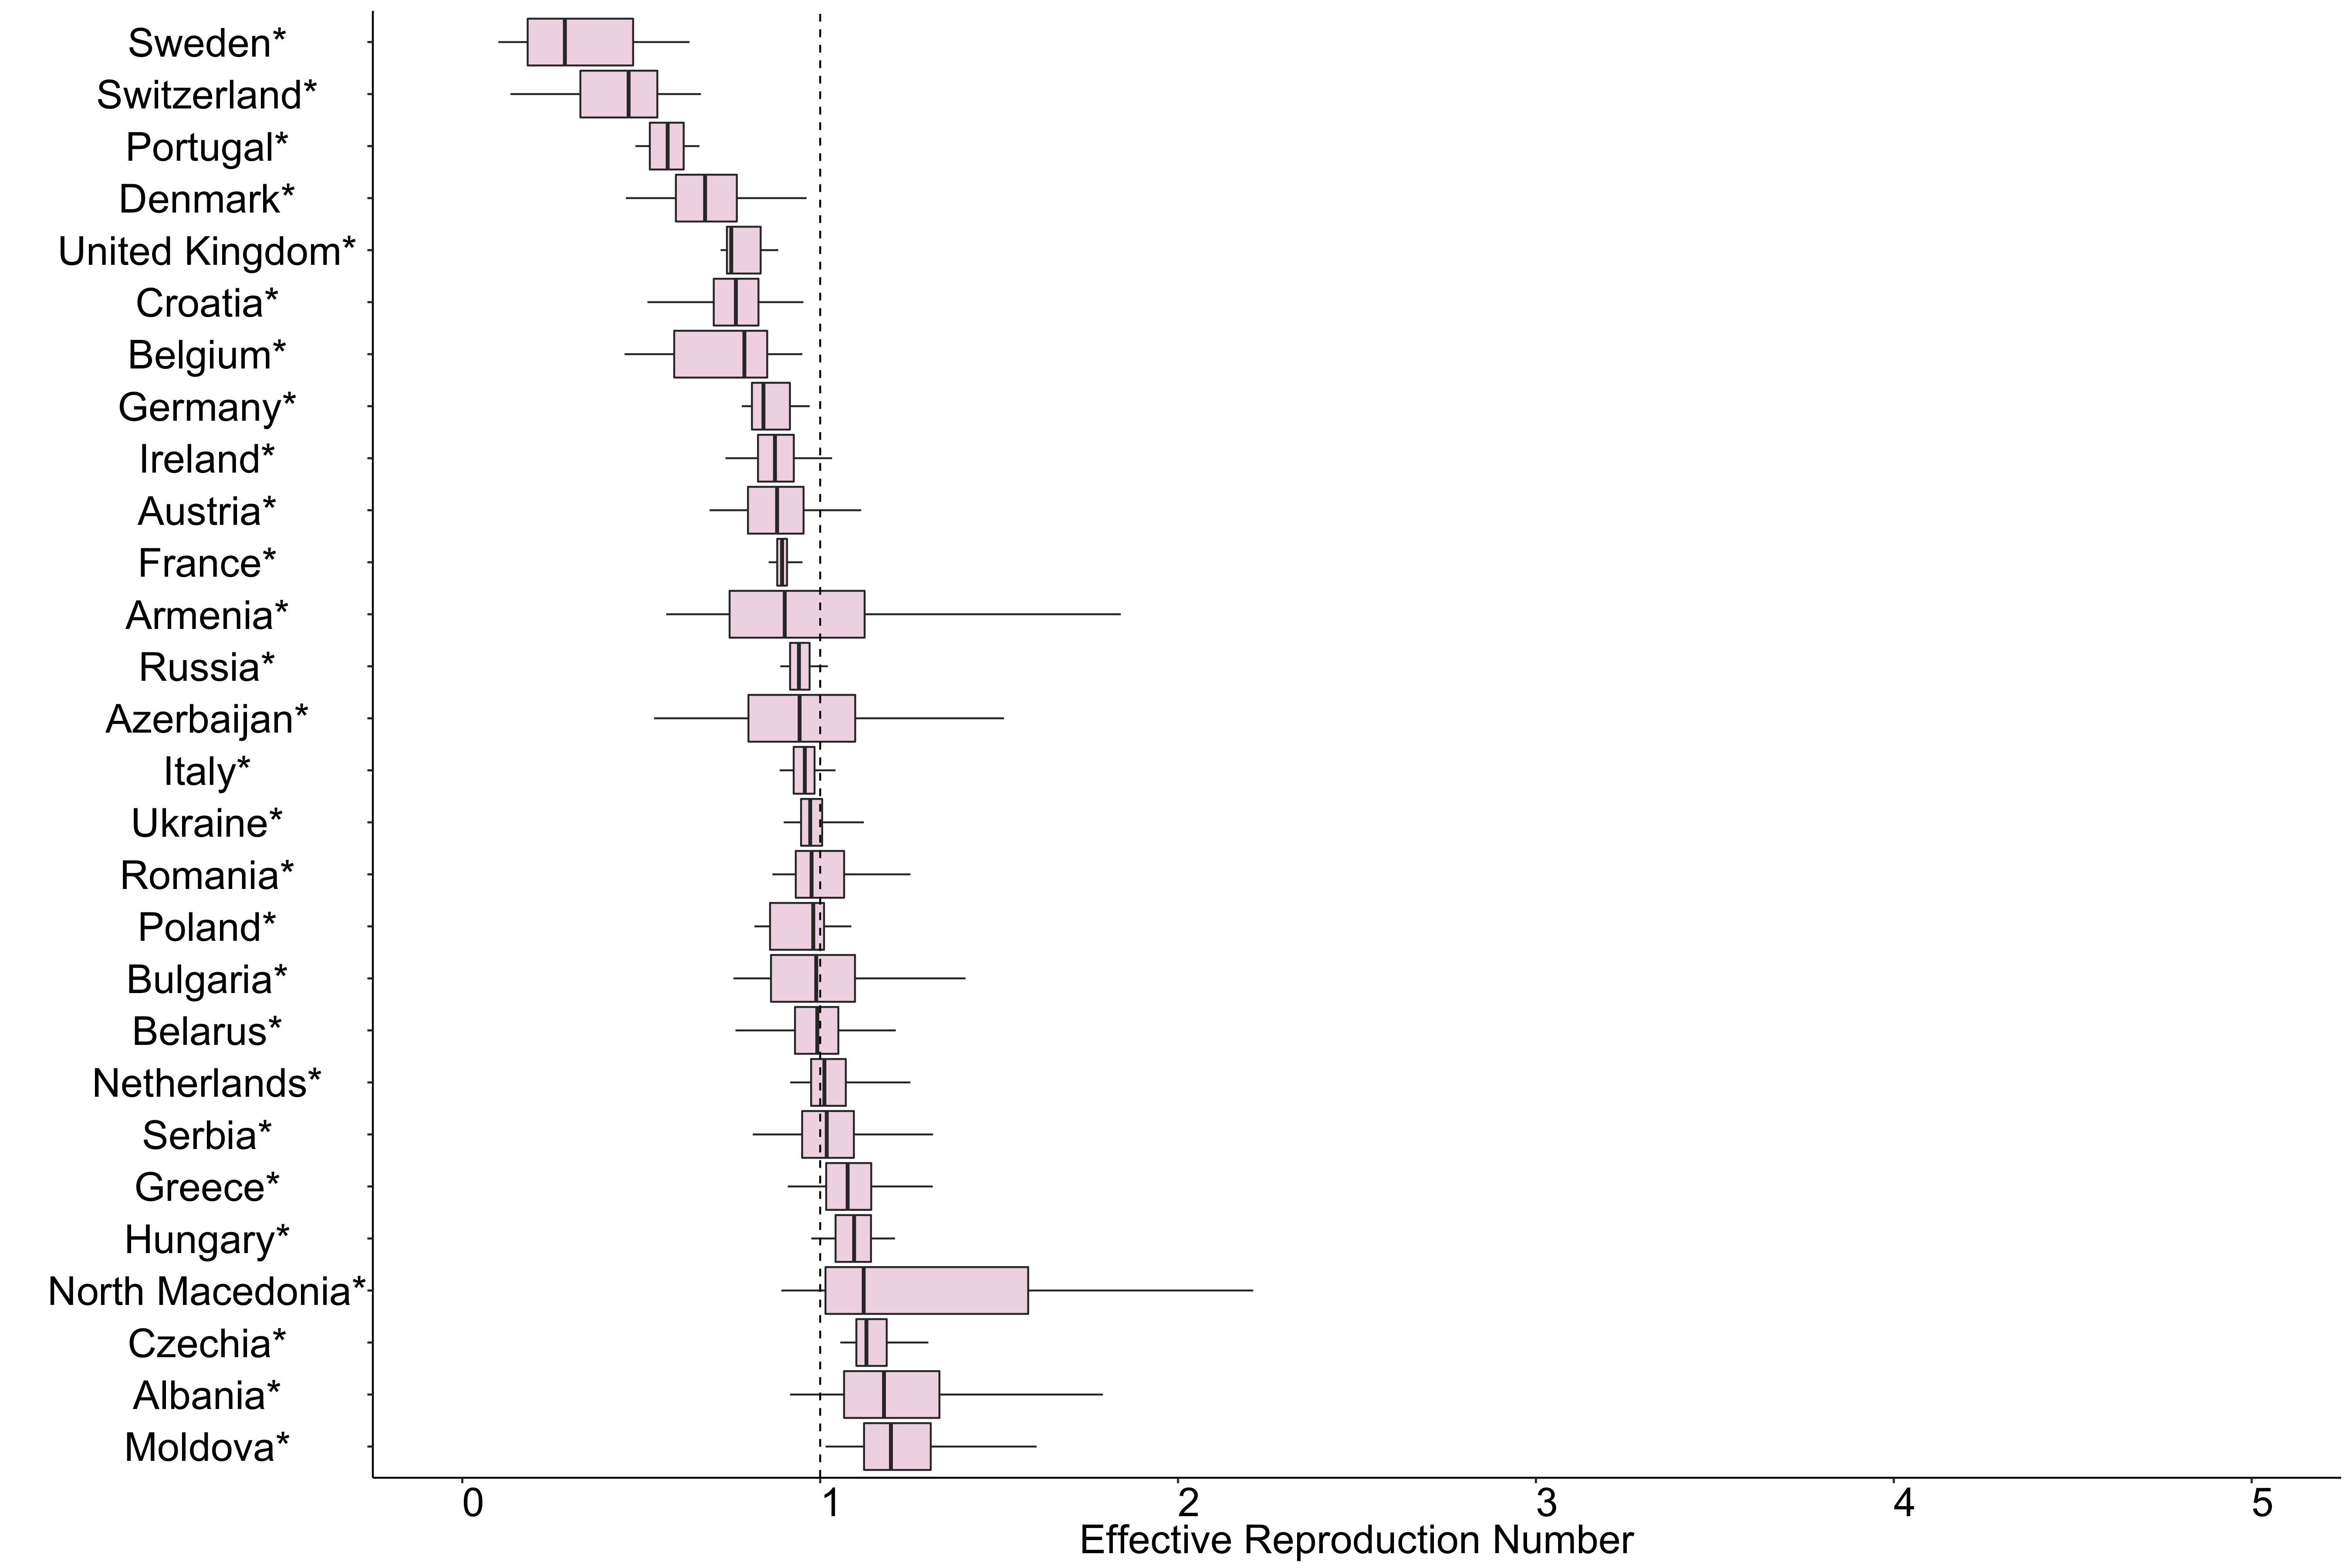 Sweden*
Switzerland*
Portugal*
Denmark*
United Kingdom*
Croatia*
Belgium*
Germany*
Ireland*
Austria*
France*
Armenia*
Russia*
Azerbaijan*
Italy*
Ukraine*
Romania*
Poland*
Bulgaria*
Belarus*
Netherlands*
Serbia*
Greece*
Hungary*
North Macedonia*
Czechia*
Albania*
Moldova*
0 1 2 3 4 5
Effective Reproduction Number